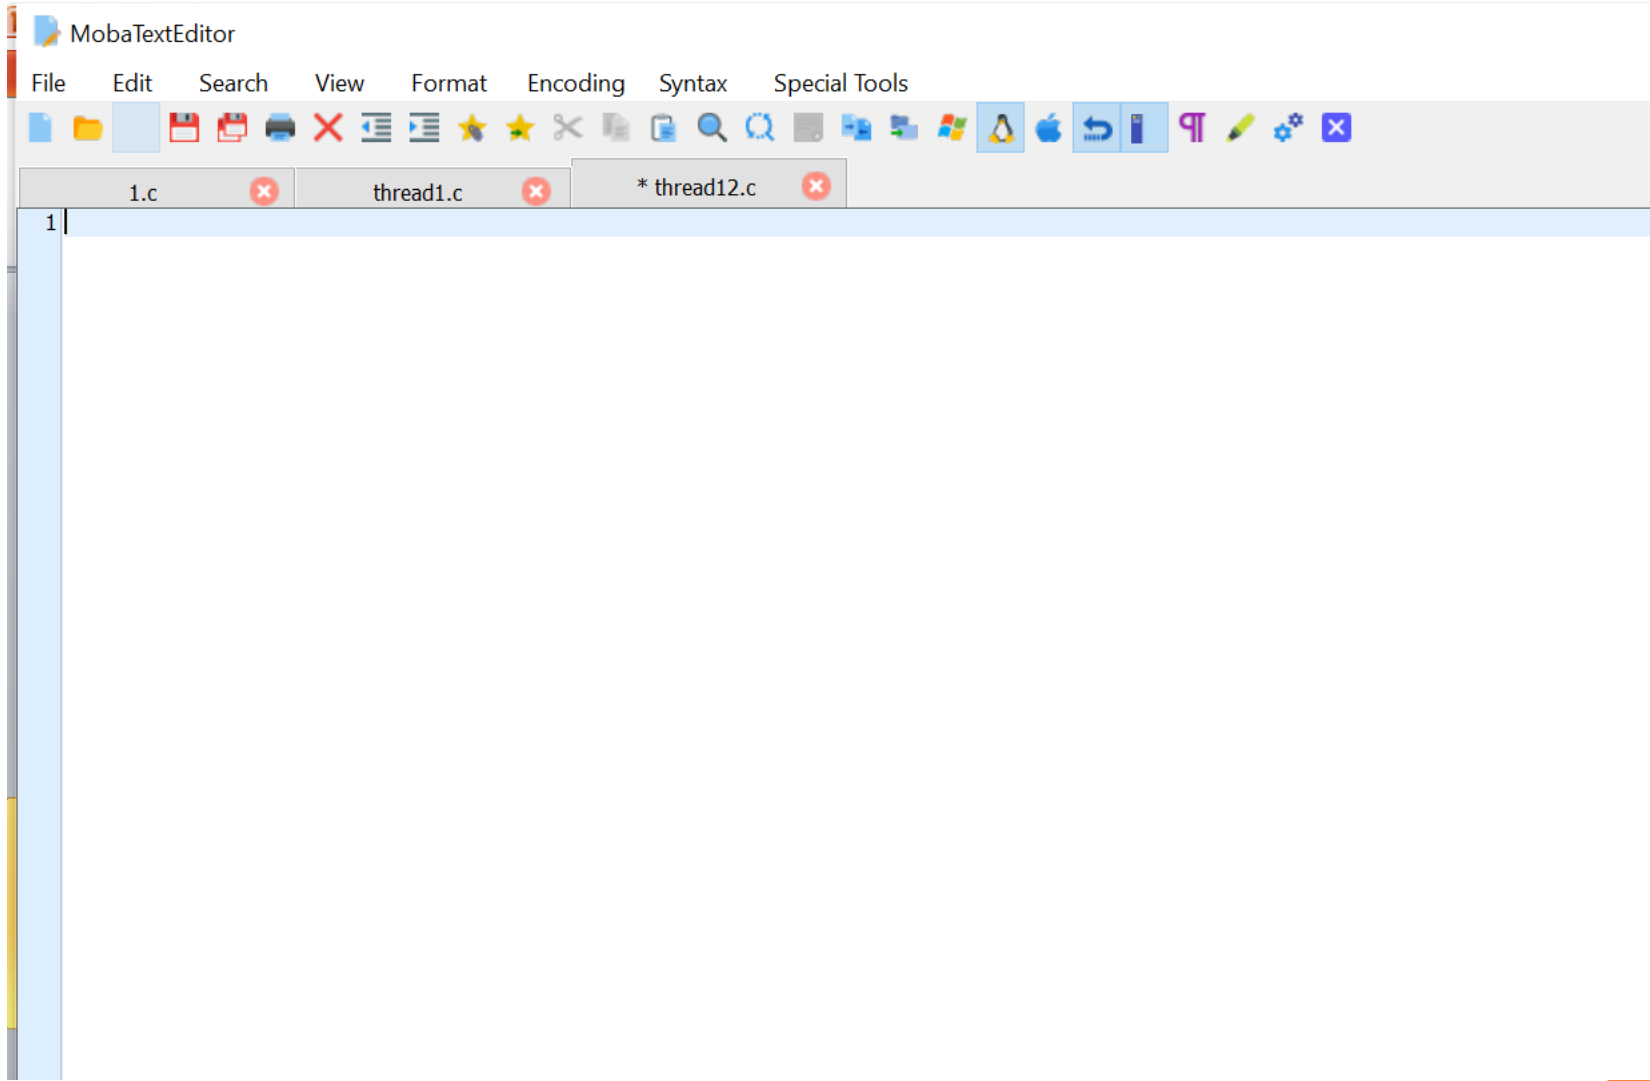 MobaTextEditor
File Edit Search View Format Encoding Syntax Special Tools
1.c thread1.c * thread12.c
1